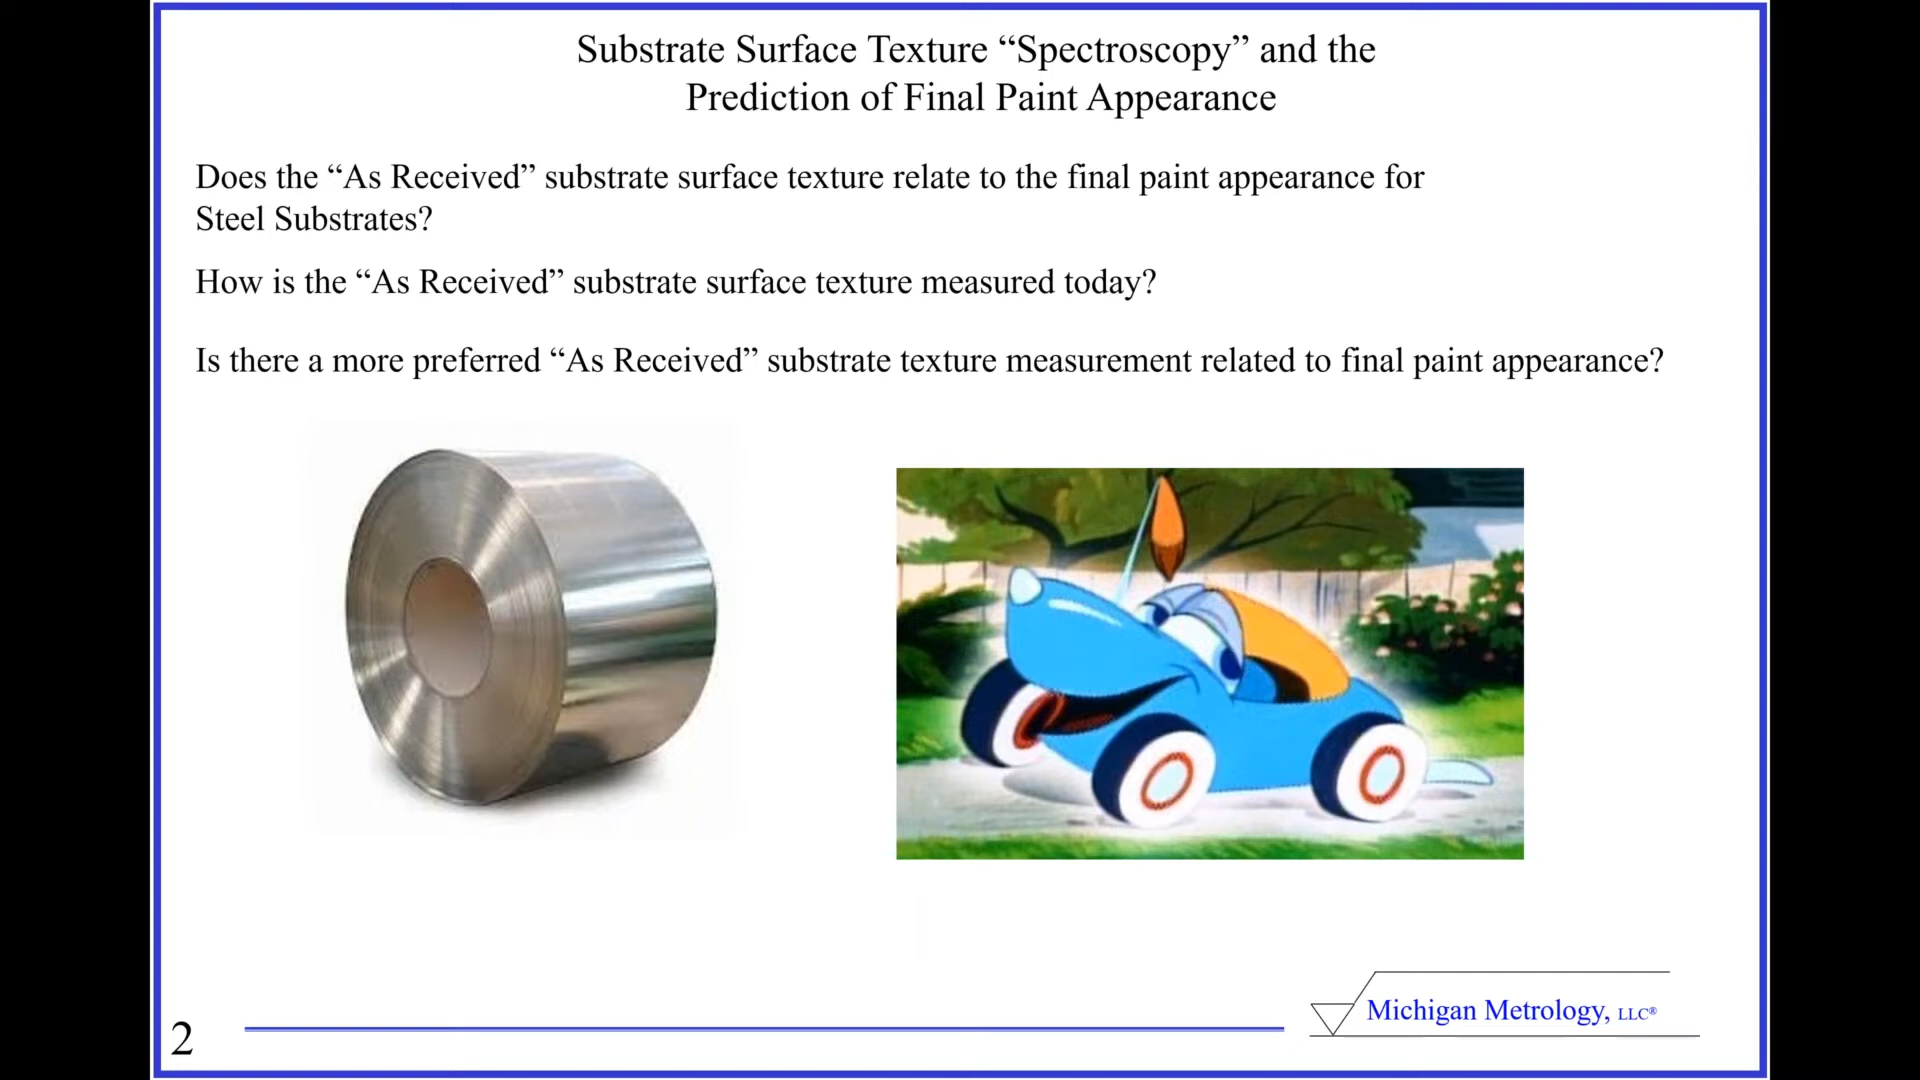 Substrate Surface Texture “Spectroscopy” and the
Prediction of Final Paint Appearance
Does the “As Received” substrate surface texture relate to the final paint appearance for
Steel Substrates?
How is the “As Received” substrate surface texture measured today?
Is there a more preferred “As Received” substrate texture measurement related to final paint appearance?
Michigan Metrology, LLC®
2